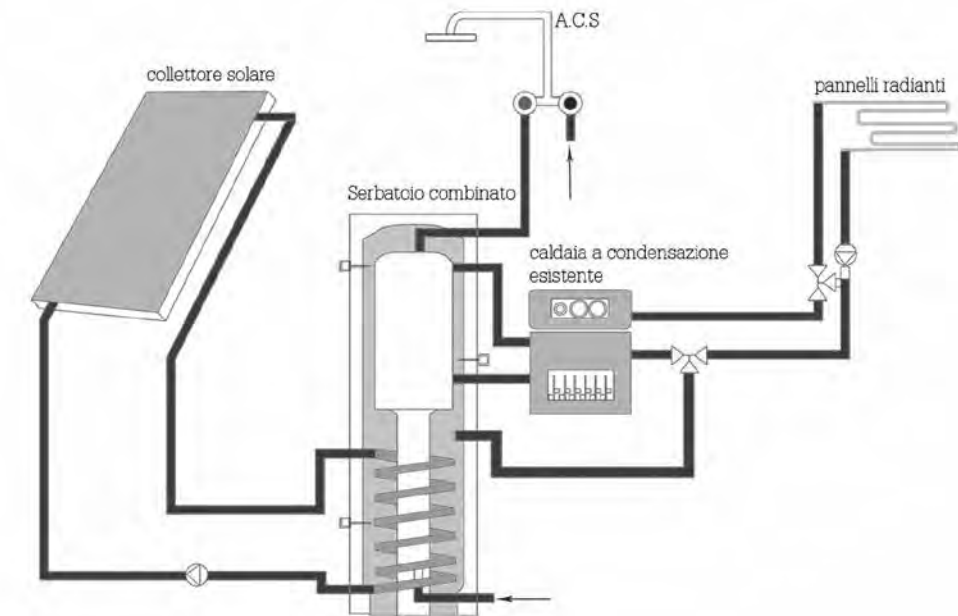 A.C.S
collettore solare
pannelli radianti
Serbatoio combinato
caldaia a condensazione
esistente